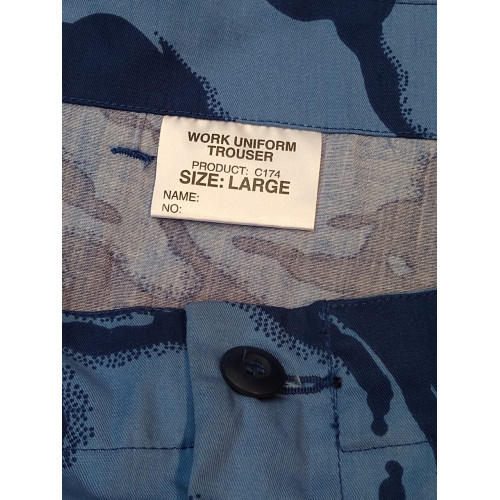 WORK UNIFORM
TROUSER
PRODUCT: C174
SIZE: LARGE
NAME:
NO: